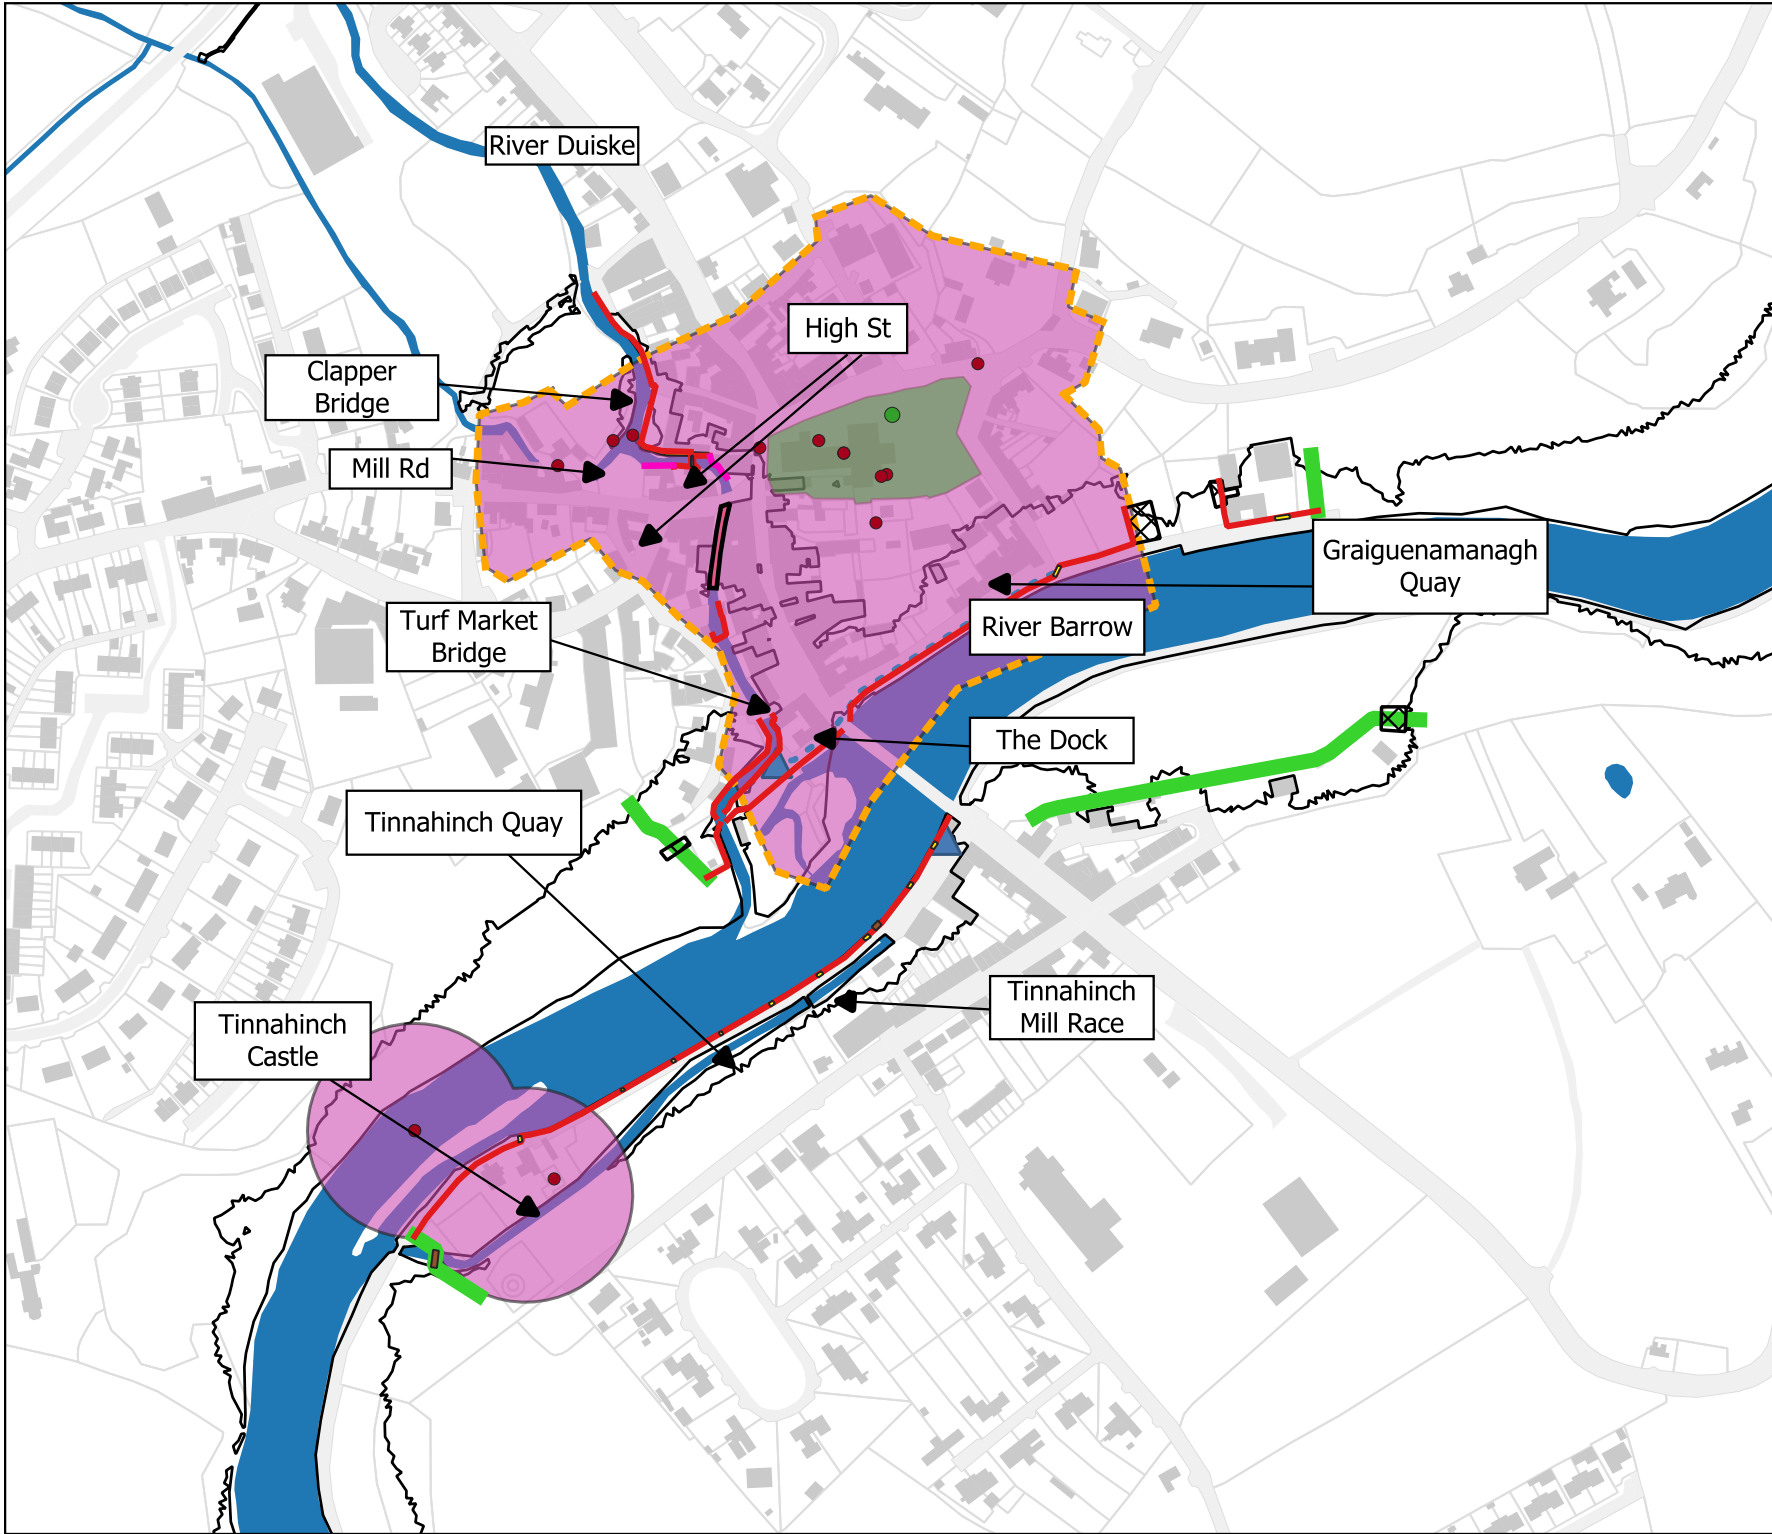 River Duiske
High St
Clapper
Bridge
Mill Rd
Graiguenamanagh
Quay
River Barrow
Turf Market
Bridge
The Dock
Tinnahinch Quay
Tinnahinch
Mill Race
Tinnahinch
Castle